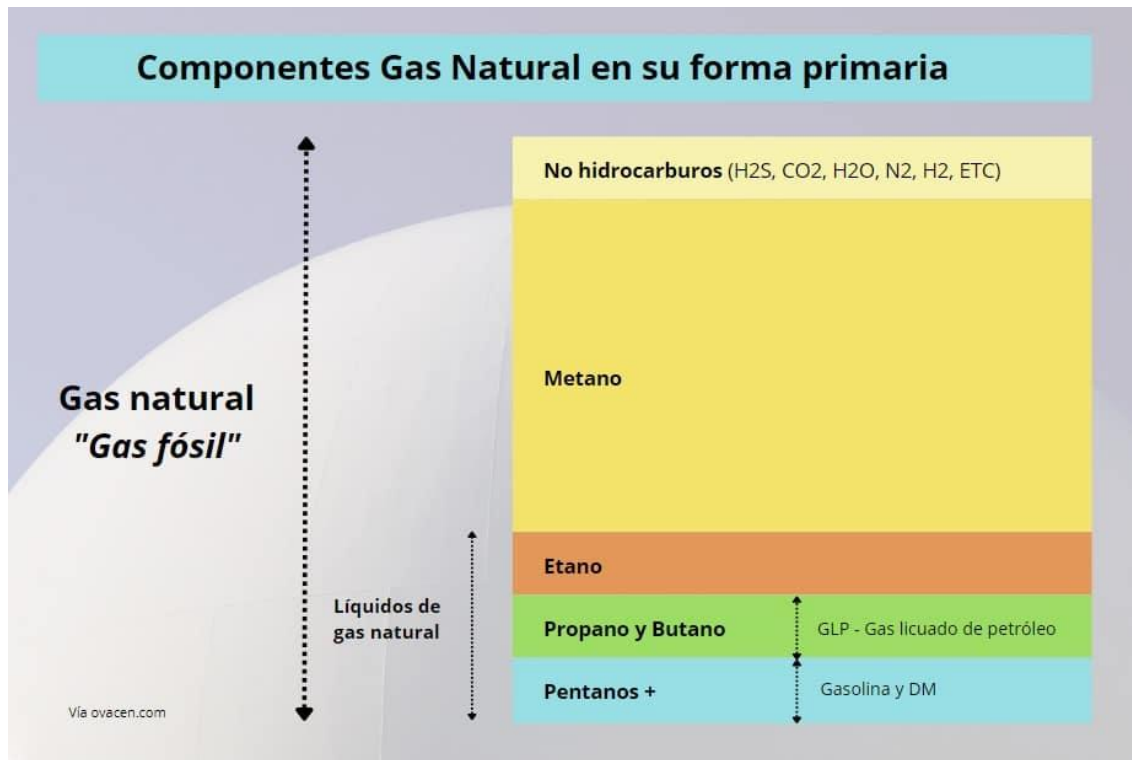 Componentes Gas Natural en su forma primaria
No hidrocarburos (H2S, CO2, H2O, N2, H2, ETC)
Metano
Gas natural
"Gas fósil"
Etano
Líquidos de
gas natural
Propano y Butano
GLP - Gas licuado de petróleo
Pentanos +
Gasolina y DM
Vía ovacen.com